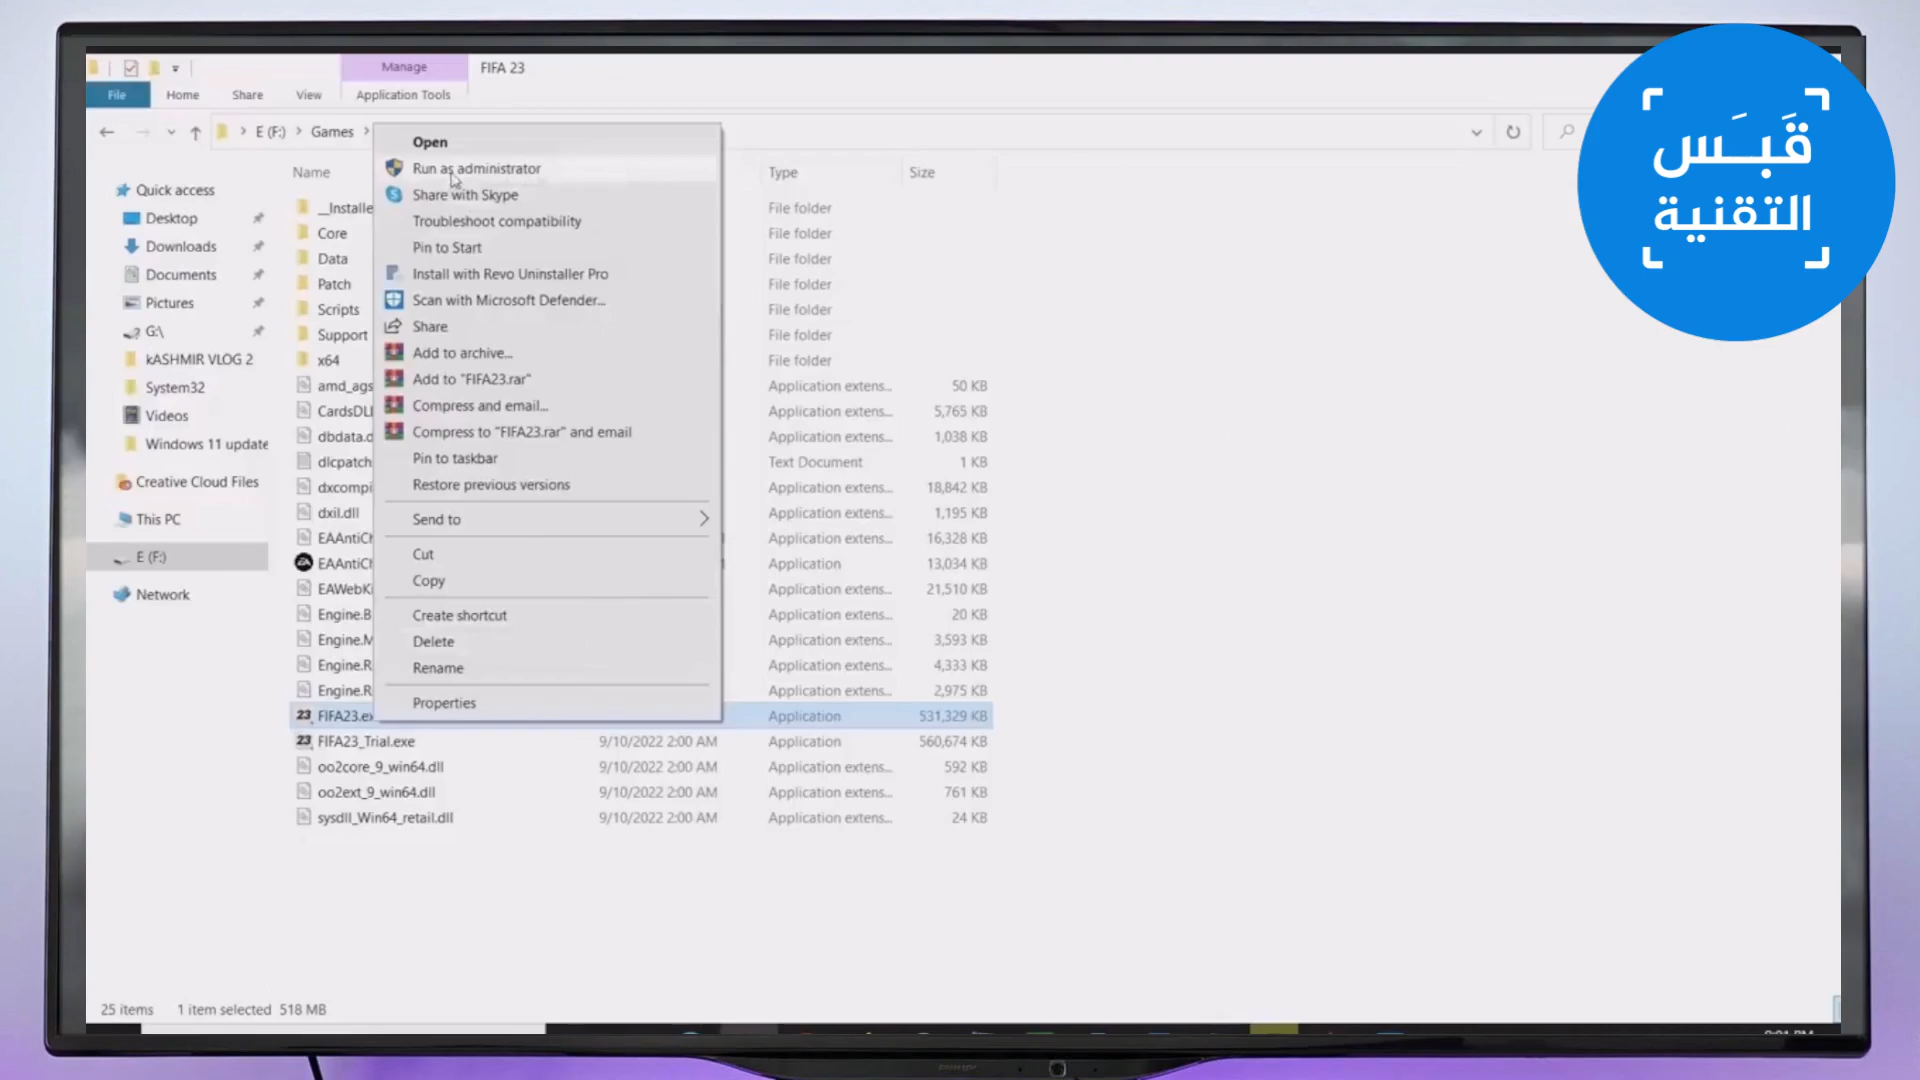 Manage
FIFA 23
File
Home
Share
View
Application Tools
E (F:)
Games
Name
Type
Size
Quick access
Desktop
Downloads
Documents
Pictures
G:\
kASHMIR VLOG 2
System32
Videos
Windows 11 update
Creative Cloud Files
This PC
E (F:)
Network
Open
Run as administrator
Share with Skype
Troubleshoot compatibility
Pin to Start
Install with Revo Uninstaller Pro
Scan with Microsoft Defender...
Share
Add to archive...
Add to "FIFA23.rar"
Compress and email...
Compress to "FIFA23.rar" and email
Pin to taskbar
Restore previous versions
Send to
Cut
Copy
Create shortcut
Delete
Rename
Properties
__Installe File folder
Core File folder
Data File folder
Patch File folder
Scripts File folder
Support File folder
x64 File folder
amd_ags Application extens... 50 KB
CardsDLI Application extens... 5,765 KB
dbdata.d Application extens... 1,038 KB
dlcpatch Text Document 1 KB
dxcompi Application extens... 18,842 KB
dxil.dll Application extens... 1,195 KB
EAAntiCh Application extens... 16,328 KB
EAAntiCh Application 13,034 KB
EAWebKi Application extens... 21,510 KB
Engine.B Application extens... 20 KB
Engine.M Application extens... 3,593 KB
Engine.R Application extens... 4,333 KB
Engine.R Application extens... 2,975 KB
23 FIFA23.ex Application 531,329 KB
23 FIFA23_Trial.exe 9/10/2022 2:00 AM Application 560,674 KB
oo2core_9_win64.dll 9/10/2022 2:00 AM Application extens... 592 KB
oo2ext_9_win64.dll 9/10/2022 2:00 AM Application extens... 761 KB
sysdll_Win64_retail.dll 9/10/2022 2:00 AM Application extens... 24 KB
25 items 1 item selected 518 MB
قَبَس
التقنية